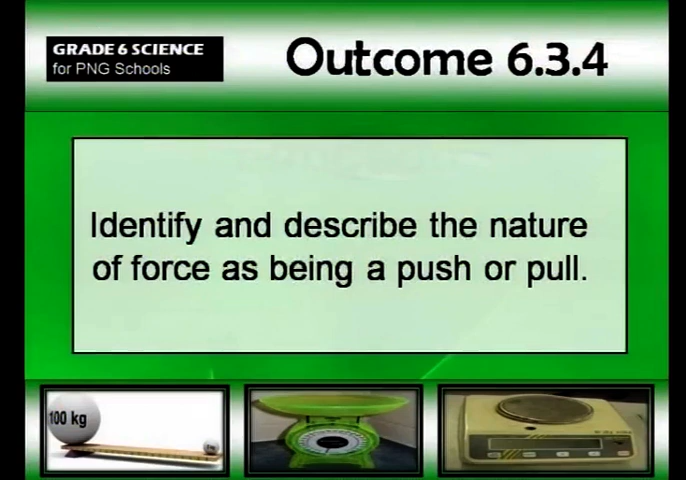 GRADE 6 SCIENCE
for PNG Schools
Outcome 6.3.4
Identify and describe the nature
of force as being a push or pull.
100 kg